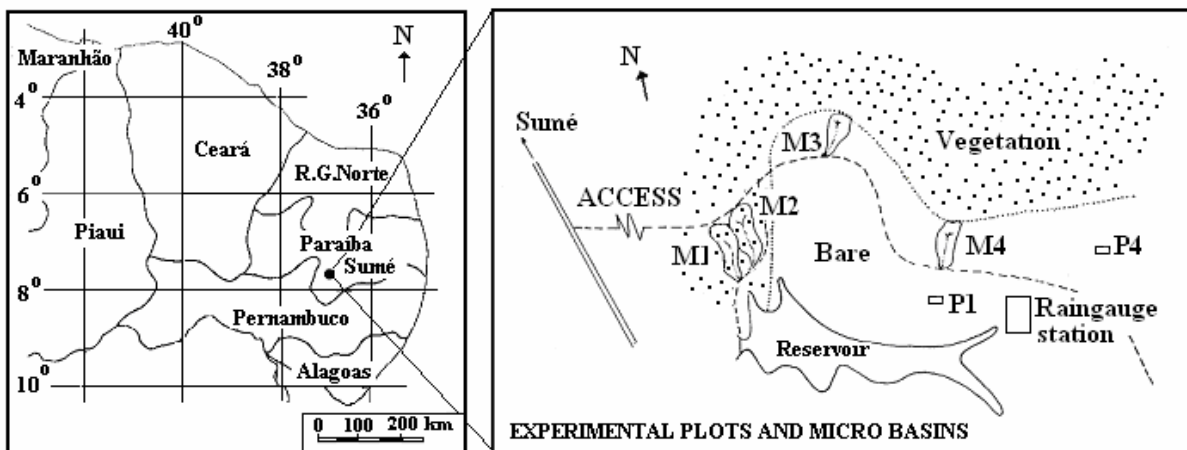 40°
N
Maranhão
38°
36°
4°
Ceará
R.G.Norte
6°
Piaui
Paraíba
Sumé
8°
Pernambuco
Alagoas
10°
0 100 200 km
N
Sumé
M3
Vegetation
ACCESS
M2
M1
Bare
M4
P4
P1
Raingauge
station
Reservoir
EXPERIMENTAL PLOTS AND MICRO BASINS